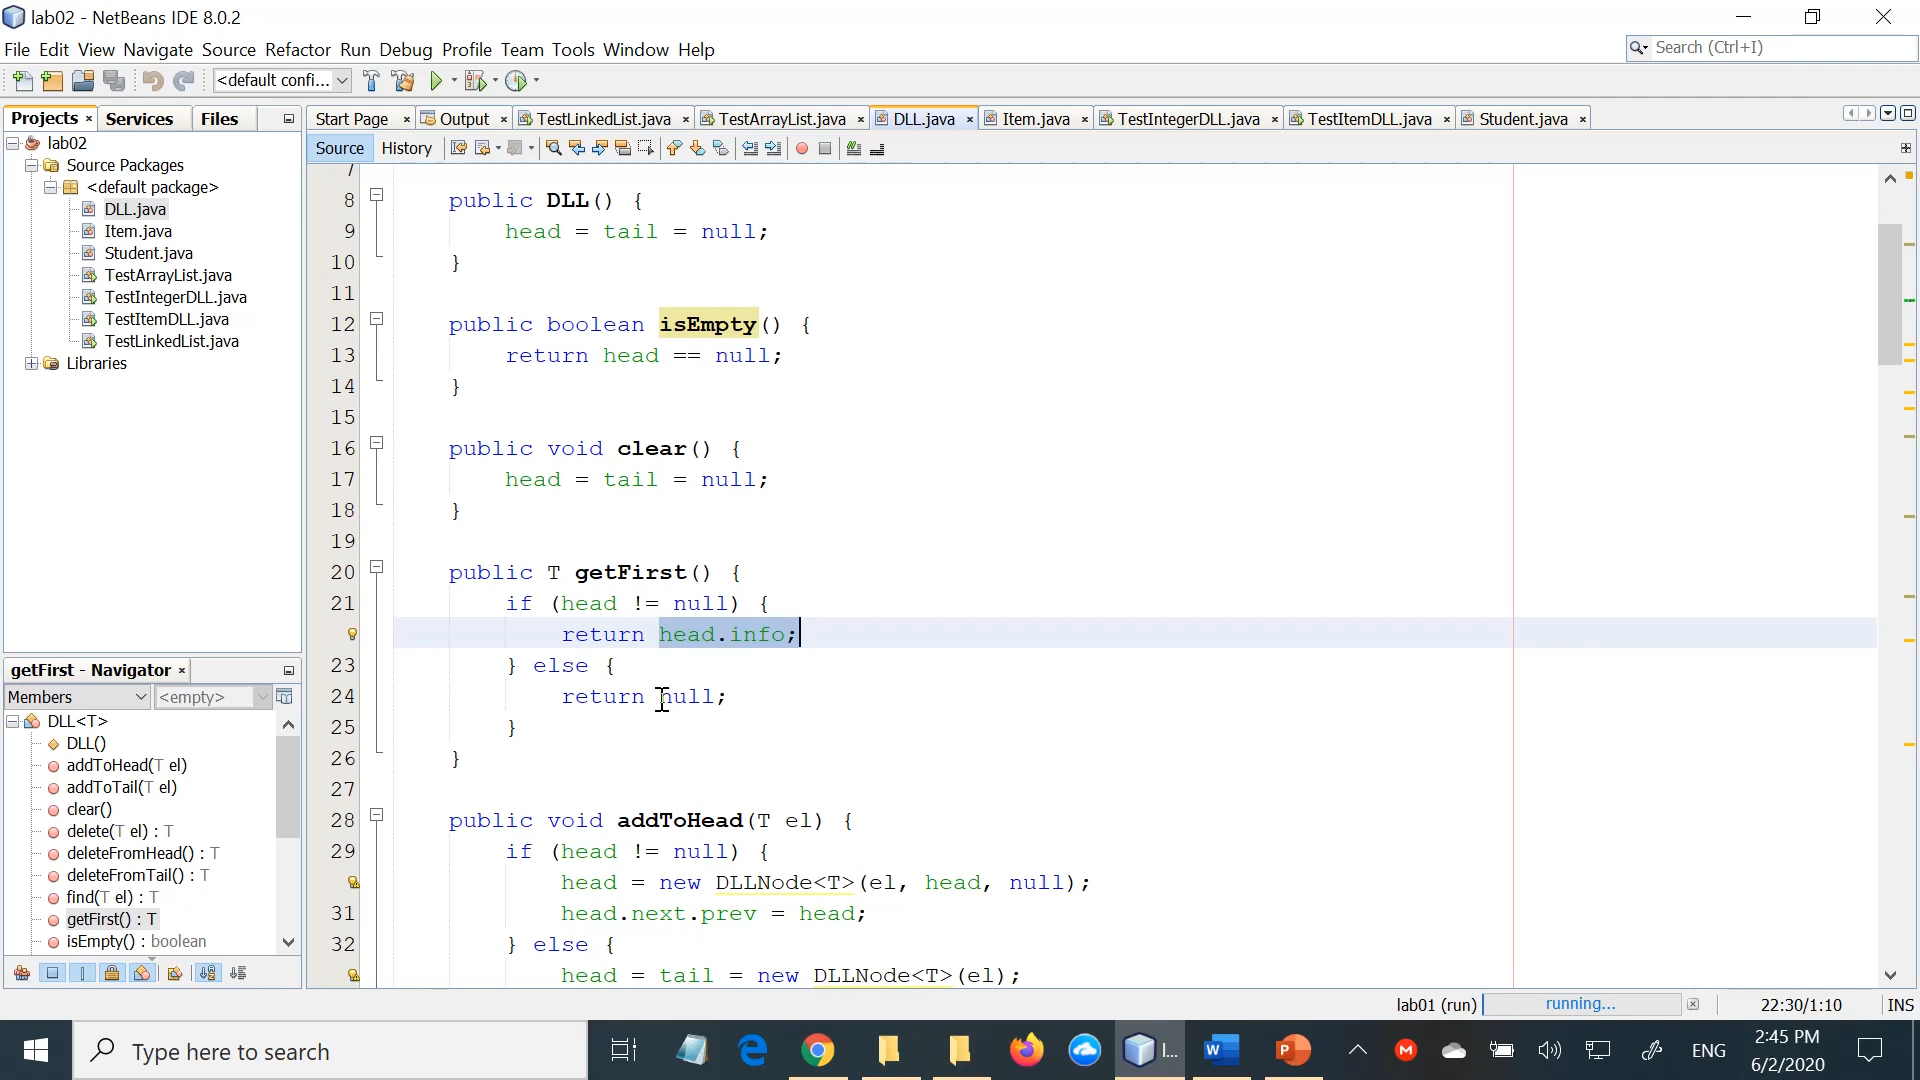 lab02 - NetBeans IDE 8.0.2
File Edit View Navigate Source Refactor Run Debug Profile Team Tools Window Help
Search (Ctrl+I)
<default confi...
Projects Services Files
Start Page Output TestLinkedList.java TestArrayList.java DLL.java Item.java TestIntegerDLL.java TestItemDLL.java Student.java
Source History
lab02
Source Packages
<default package>
DLL.java
Item.java
Student.java
TestArrayList.java
TestIntegerDLL.java
TestItemDLL.java
TestLinkedList.java
Libraries
getFirst - Navigator
Members <empty>
DLL<T>
DLL()
addToHead(T el)
addToTail(T el)
clear()
delete(T el) : T
deleteFromHead() : T
deleteFromTail() : T
find(T el) : T
getFirst() : T
isEmpty() : boolean
7
8 public DLL() {
9 head = tail = null;
10 }
11
12 public boolean isEmpty() {
13 return head == null;
14 }
15
16 public void clear() {
17 head = tail = null;
18 }
19
20 public T getFirst() {
21 if (head != null) {
return head.info;
23 } else {
24 return null;
25 }
26 }
27
28 public void addToHead(T el) {
29 if (head != null) {
head = new DLLNode<T>(el, head, null);
31 head.next.prev = head;
32 } else {
head = tail = new DLLNode<T>(el);
lab01 (run) running... 22:30/1:10 INS
Type here to search
I...
ENG
2:45 PM
6/2/2020